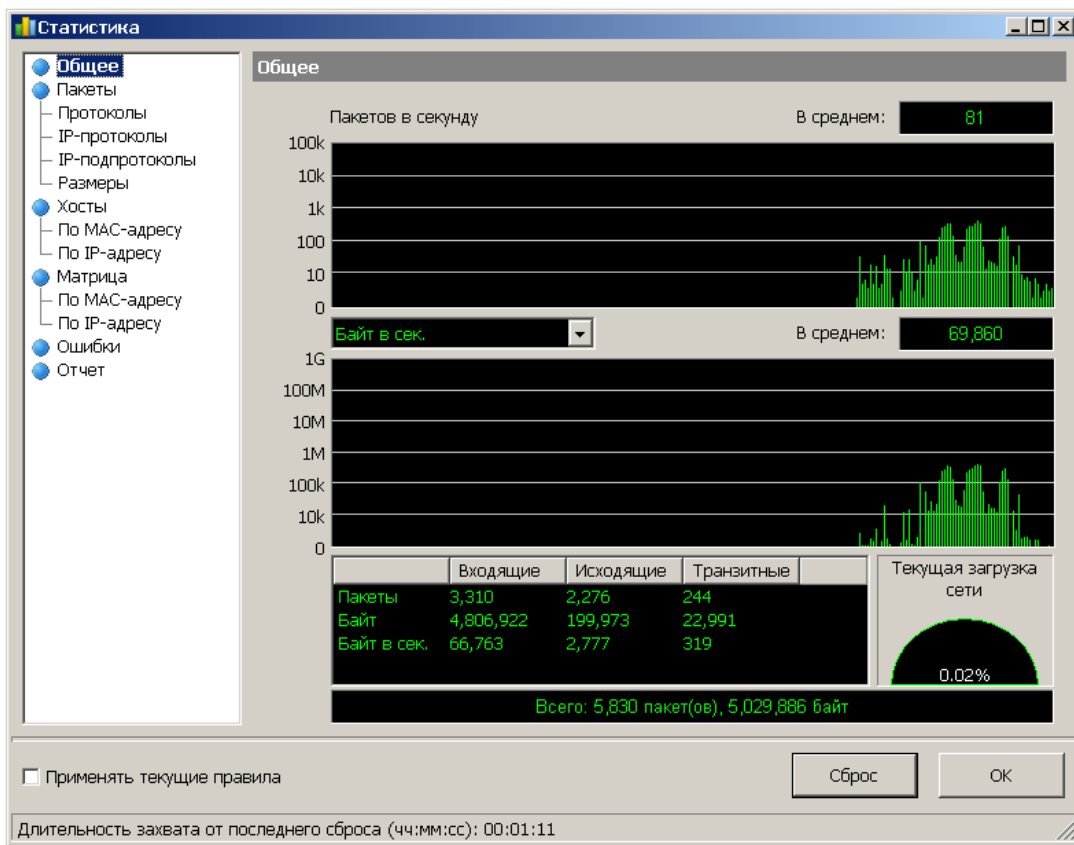 Статистика
Общее
Пакеты
Протоколы
IP-протоколы
IP-подпротоколы
Размеры
Хосты
По MAC-адресу
По IP-адресу
Матрица
По MAC-адресу
По IP-адресу
Ошибки
Отчет
Общее
Пакетов в секунду В среднем: 81
100k
10k
1k
100
10
0
Байт в сек. В среднем: 69,860
1G
100M
10M
1M
100k
10k
0
Входящие Исходящие Транзитные
Пакеты 3,310 2,276 244
Байт 4,806,922 199,973 22,991
Байт в сек. 66,763 2,777 319
Текущая загрузка
сети
0.02%
Всего: 5,830 пакет(ов), 5,029,886 байт
Применять текущие правила
Сброс
OK
Длительность захвата от последнего сброса (чч:мм:сс): 00:01:11